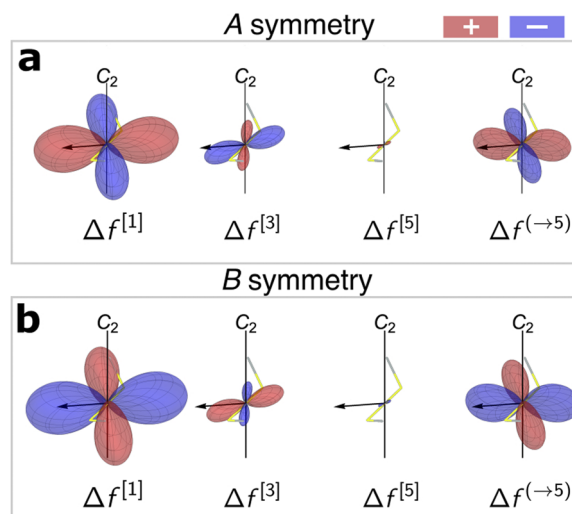 A symmetry + −
a
C₂ C₂ C₂ C₂
Δf^[1] Δf^[3] Δf^[5] Δf^(→5)
B symmetry
b
C₂ C₂ C₂ C₂
Δf^[1] Δf^[3] Δf^[5] Δf^(→5)